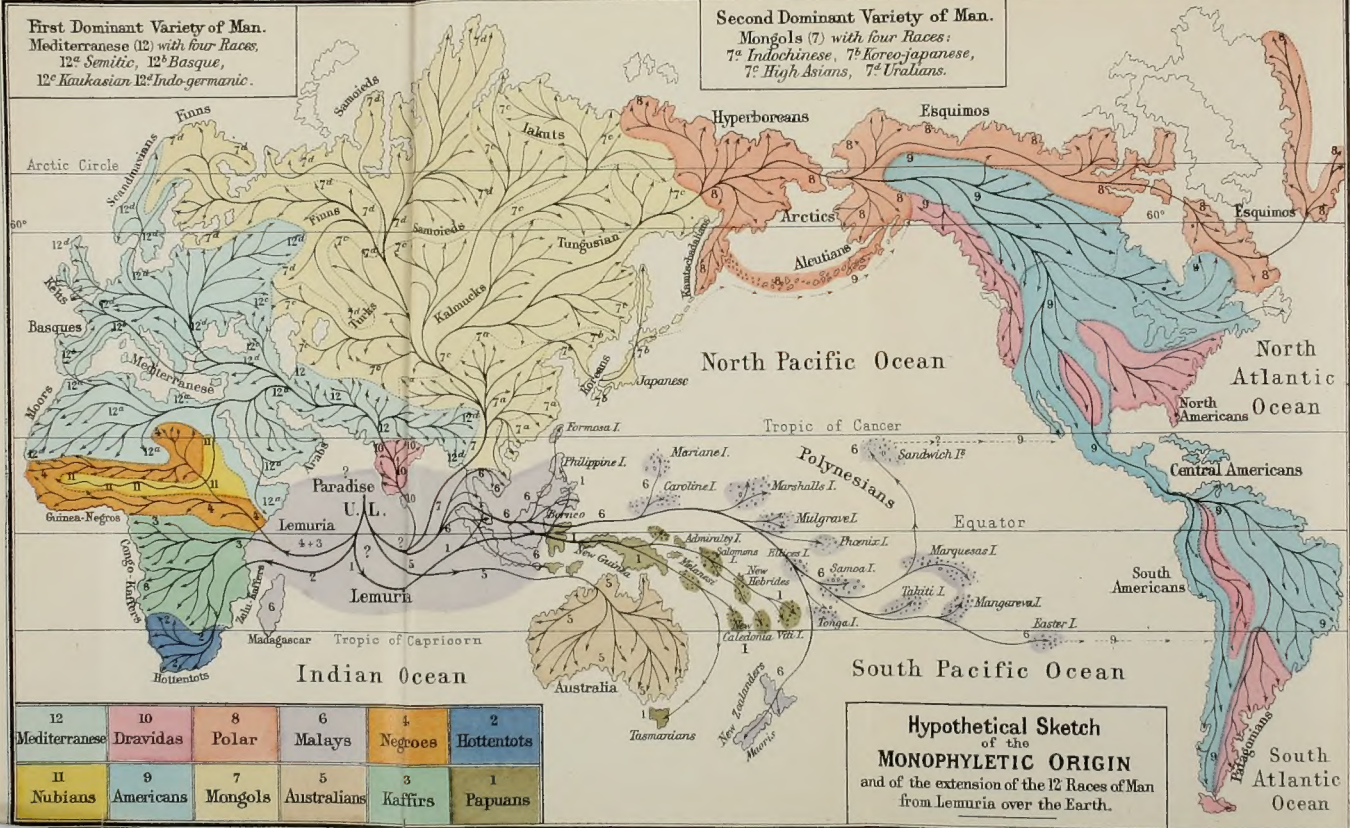 First Dominant Variety of Man.
Mediterranese (12) with four Races,
12a Semitic, 12b Basque,
12c Kaukasian 12d Indo-germanic.
Second Dominant Variety of Man.
Mongols (7) with four Races:
7a Indochinese, 7b Koreo-japanese,
7c High Asians, 7d Uralians.
Finns
Samoieds
Iakuts
Hyperboreans
Esquimos
Arctic Circle
Scandinavians
60°
Finns
Samoieds
Tungusian
Kamtschadalians
Arctics
Aleutians
60°
Esquimos
Kelts
Turks
Kalmucks
Basques
Mediterranese
Koreans
Japanese
North Pacific Ocean
North
Atlantic
Ocean
Moors
Arabs
North
Americans
Tropic of Cancer
Formosa I.
Philippine I.
Mariane I.
Caroline I.
Marshalls I.
Polynesians
Sandwich Is
Central Americans
?
Paradise
U. L.
Guinea-Negros
Lemuria
4+3
Borneo
Mulgrave I.
Equator
Congo-Kaffers
Zulu Kaffers
New Guinea
Admiralty I.
Salomons
I.
Melanesi
Ellices I.
Phœnix I.
New
Hebrides
Samoa I.
Marquesas I.
South
Americans
Lemuria
Madagascar
Tropic of Capricorn
New
Caledonia
Viti I.
Tonga I.
Tahiti I.
Mangareva I.
Easter I.
Hottentots
Indian Ocean
Australia
Tasmanians
New Zealanders
Maoris
South Pacific Ocean
Patagonians
South
Atlantic
Ocean
12
Mediterranese
10
Dravidas
8
Polar
6
Malays
4
Negroes
2
Hottentots
11
Nubians
9
Americans
7
Mongols
5
Australians
3
Kaffirs
1
Papuans
Hypothetical Sketch
of the
MONOPHYLETIC ORIGIN
and of the extension of the 12 Races of Man
from Lemuria over the Earth.